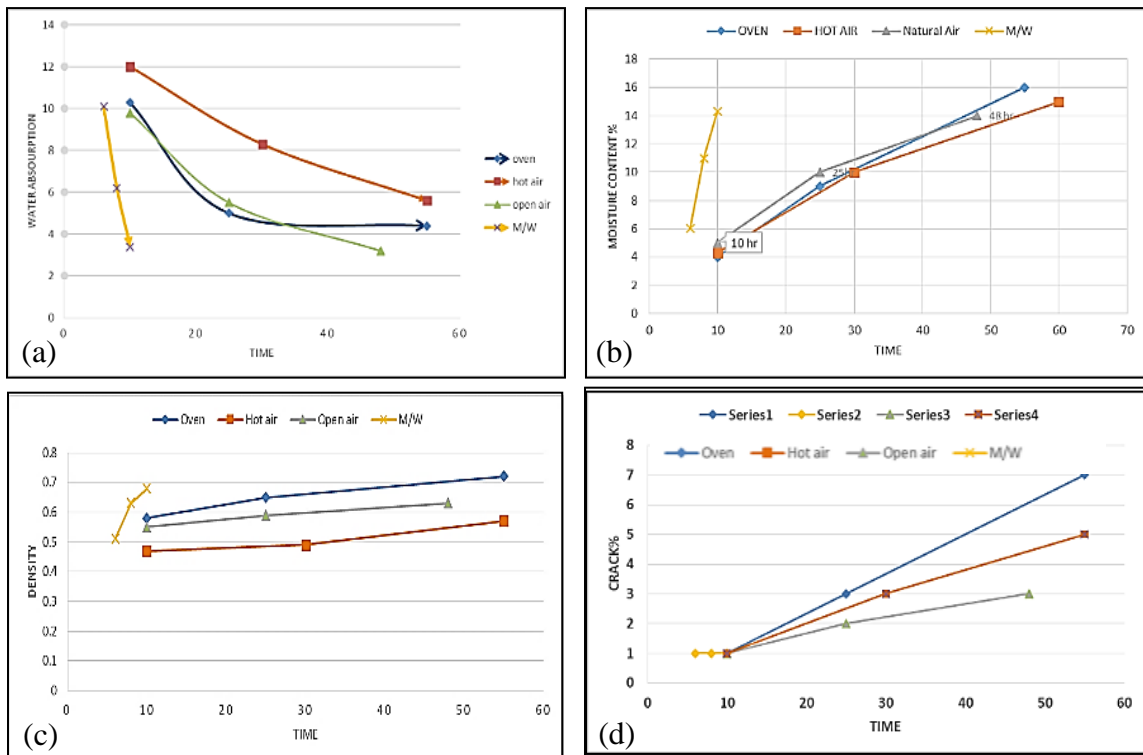 14
12
10
8
6
4
2
0
WATER ABSOURPTION
0 20 40 60
TIME
oven
hot air
open air
M/W
(a)
OVEN HOT AIR Natural Air M/W
18
16
14
12
10
8
6
4
2
0
MOISTURE CONTENT %
48 hr
10 hr
0 10 20 30 40 50 60 70
TIME
(b)
Oven Hot air Open air M/W
0.8
0.7
0.6
0.5
0.4
0.3
0.2
0.1
0
DENSITY
0 10 20 30 40 50 60
TIME
(c)
Series1 Series2 Series3 Series4
Oven Hot air Open air M/W
8
7
6
5
4
3
2
1
0
CRACK%
0 10 20 30 40 50 60
TIME
(d)